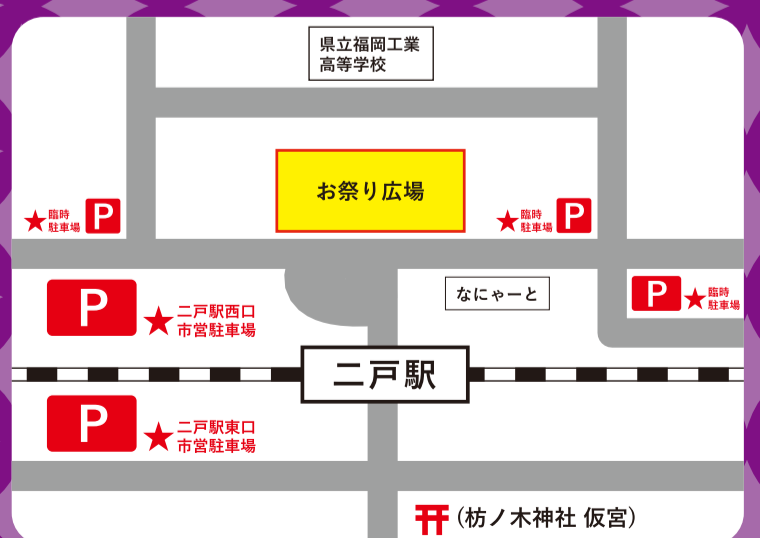 県立福岡工業
高等学校
お祭り広場
★臨時
駐車場
P
★臨時
駐車場
P
P
★二戸駅西口
市営駐車場
なにゃーと
P
★臨時
駐車場
二戸駅
P
★二戸駅東口
市営駐車場
(枋ノ木神社 仮宮)